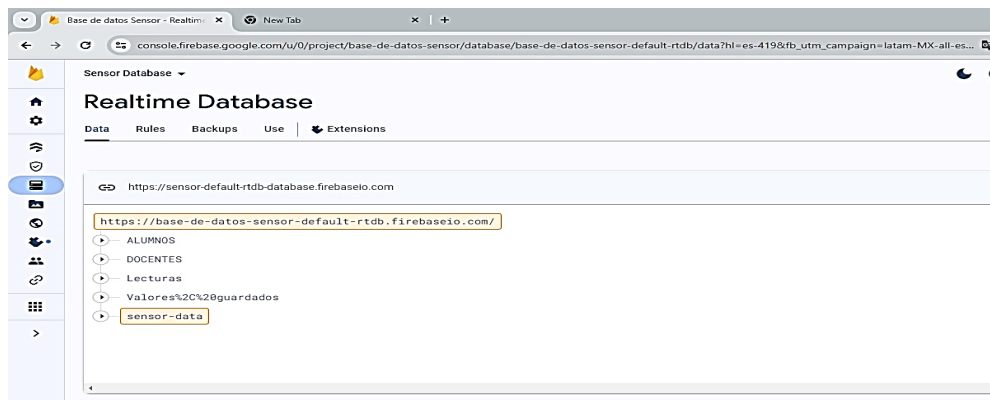 Base de datos Sensor - Realtim
New Tab
console.firebase.google.com/u/0/project/base-de-datos-sensor/database/base-de-datos-sensor-default-rtdb/data?hl=es-419&fb_utm_campaign=latam-MX-all-es...
Sensor Database
Realtime Database
Data Rules Backups Use Extensions
https://sensor-default-rtdb-database.firebaseio.com
https://base-de-datos-sensor-default-rtdb.firebaseio.com/
ALUMNOS
DOCENTES
Lecturas
Valores%2C%20guardados
sensor-data